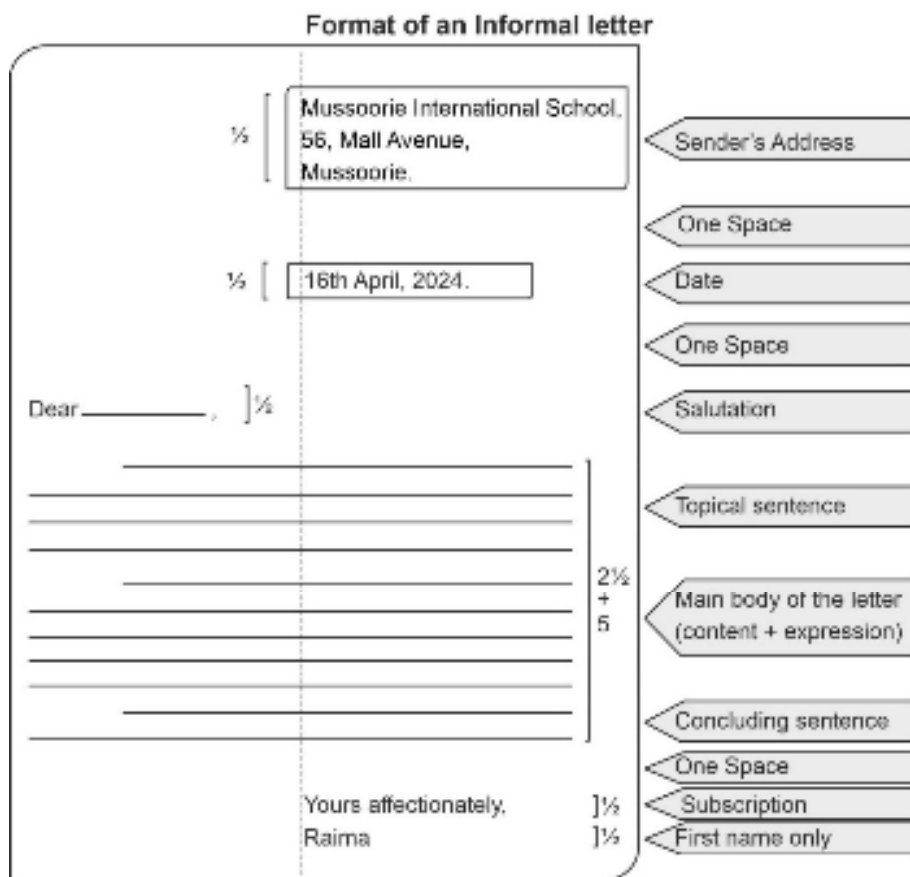 Format of an Informal letter
½
Mussoorie International School,
56, Mall Avenue,
Mussoorie.
Sender's Address
One Space
½ 16th April, 2024.
Date
One Space
Dear ________ , ]½
Salutation
Topical sentence
2½
+
5
Main body of the letter
(content + expression)
Concluding sentence
One Space
Yours affectionately, ]½
Subscription
Raima ]½
First name only